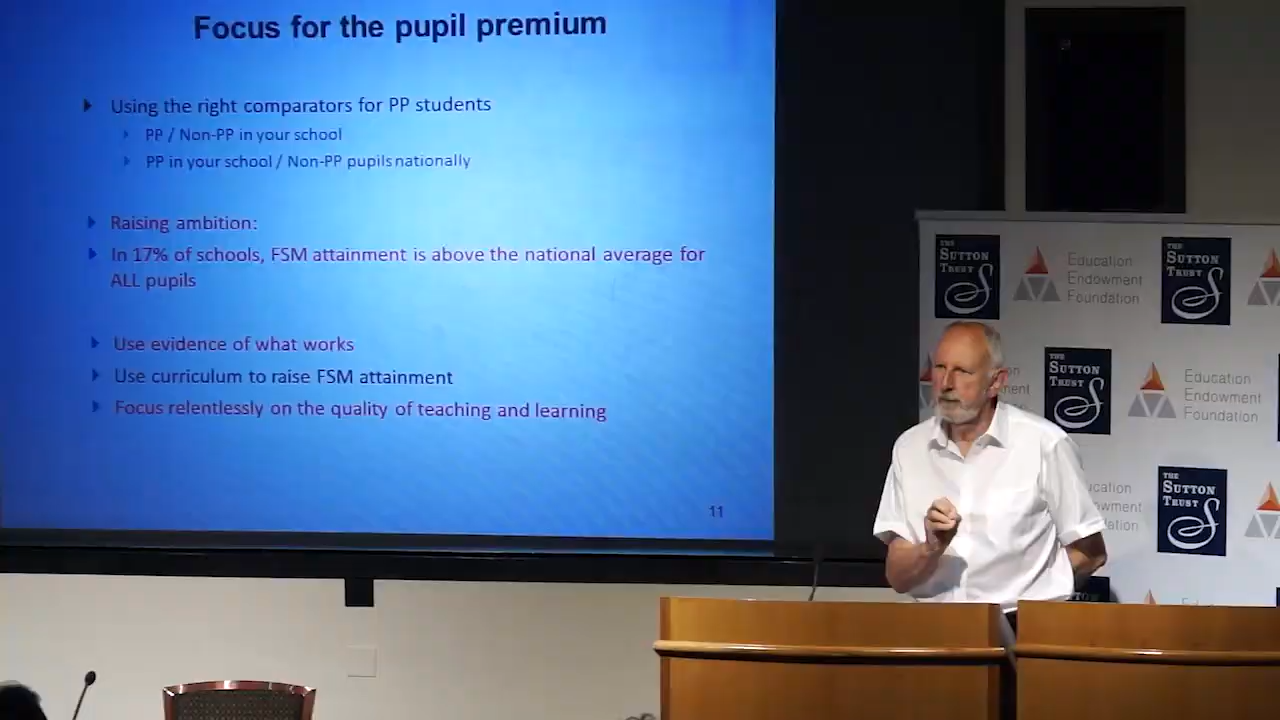 Focus for the pupil premium
Using the right comparators for PP students
PP / Non-PP in your school
PP in your school / Non-PP pupils nationally
Raising ambition:
In 17% of schools, FSM attainment is above the national average for
ALL pupils
Use evidence of what works
Use curriculum to raise FSM attainment
Focus relentlessly on the quality of teaching and learning
11
THE
SUTTON
TRUST
Education
Endowment
Foundation
THE
SUTTON
TRUST
THE
SUTTON
TRUST
Education
Endowment
Foundation
THE
SUTTON
TRUST